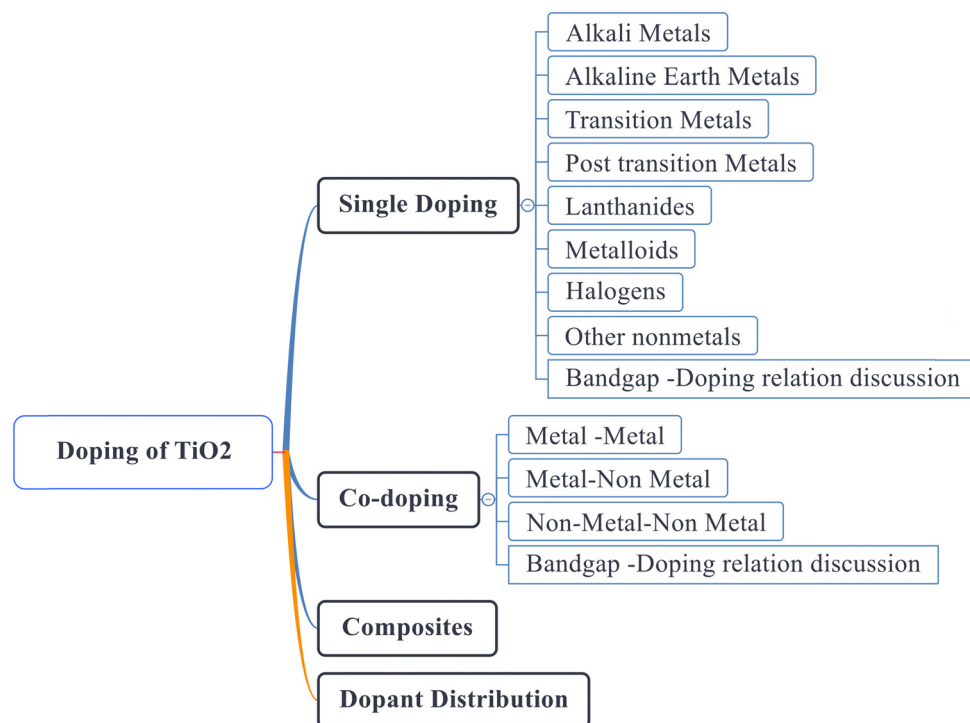 Doping of TiO2
Single Doping
Alkali Metals
Alkaline Earth Metals
Transition Metals
Post transition Metals
Lanthanides
Metalloids
Halogens
Other nonmetals
Bandgap -Doping relation discussion
Co-doping
Metal -Metal
Metal-Non Metal
Non-Metal-Non Metal
Bandgap -Doping relation discussion
Composites
Dopant Distribution